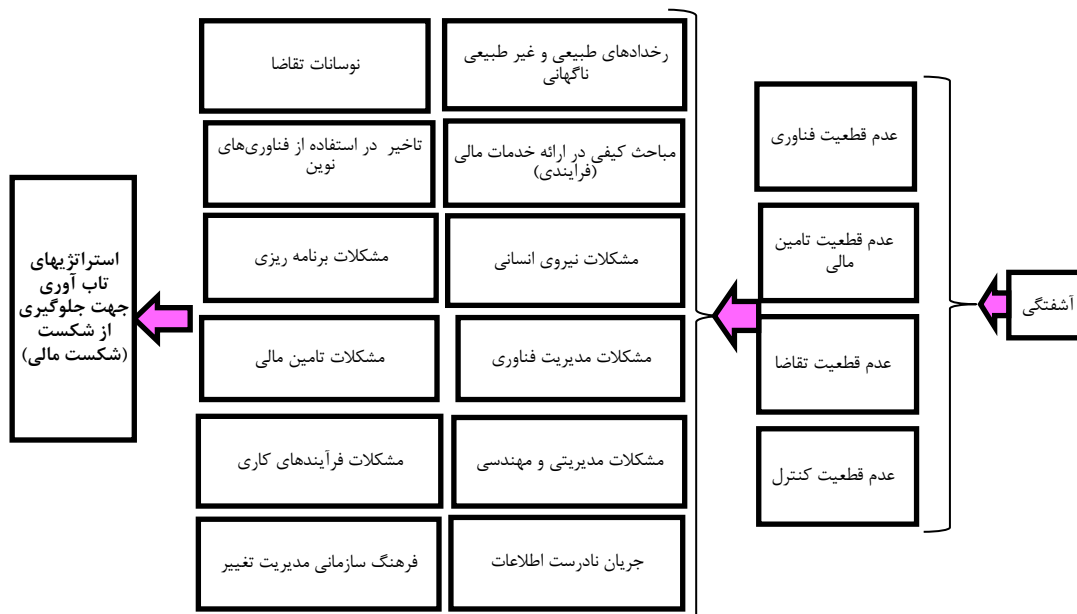 آشفتگی
عدم قطعیت فناوری
عدم قطعیت تامین
مالی
عدم قطعیت تقاضا
عدم قطعیت کنترل
رخدادهای طبیعی و غیر طبیعی
ناگهانی
نوسانات تقاضا
مباحث کیفی در ارائه خدمات مالی
(فرایندی)
تاخیر در استفاده از فناوری‌های
نوین
مشکلات نیروی انسانی
مشکلات برنامه ریزی
مشکلات مدیریت فناوری
مشکلات تامین مالی
مشکلات مدیریتی و مهندسی
مشکلات فرآیندهای کاری
جریان نادرست اطلاعات
فرهنگ سازمانی مدیریت تغییر
استراتژیهای
تاب آوری
جهت جلوگیری
از شکست
(شکست مالی)